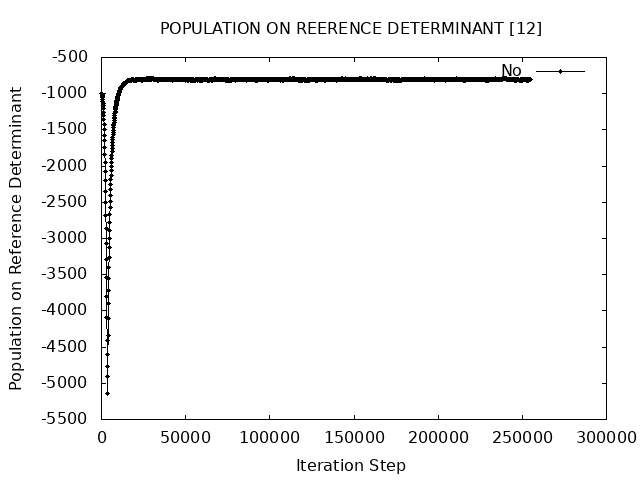 POPULATION ON REERENCE DETERMINANT [12]
-500
-1000
-1500
-2000
-2500
-3000
-3500
-4000
-4500
-5000
-5500
Population on Reference Determinant
No
0 50000 100000 150000 200000 250000 300000
Iteration Step